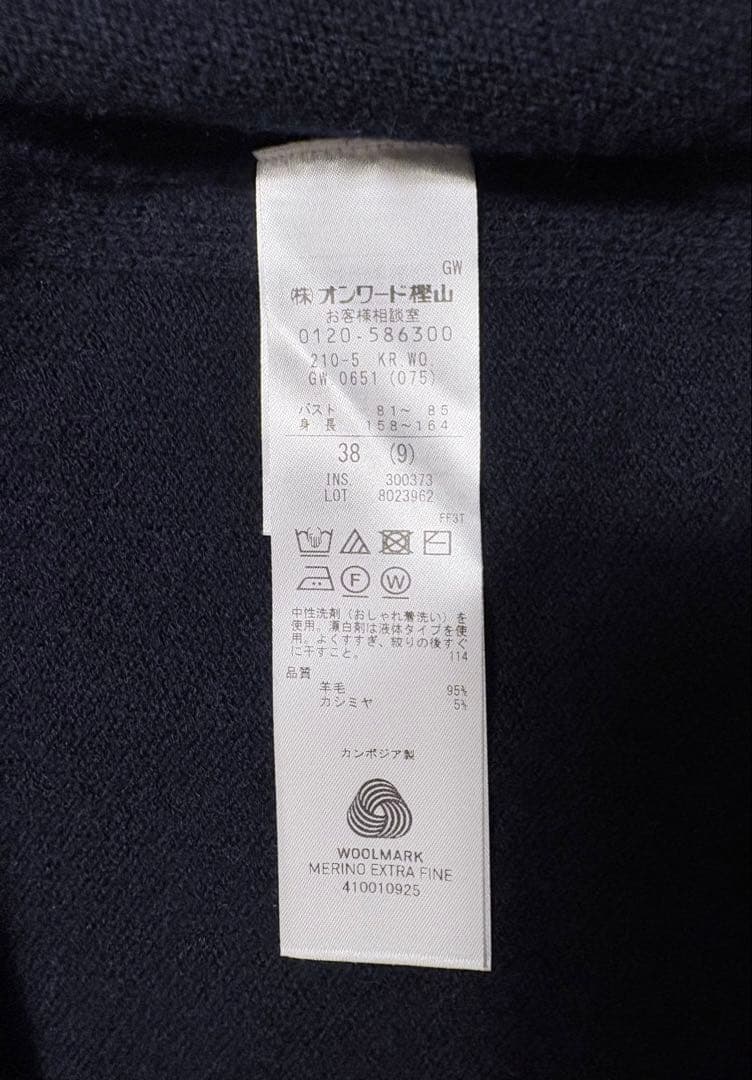 GW
(株)オンワード樫山
お客様相談室
0120-586300
210-5 KR.WO.
GW 0651 (075)
バスト 81~ 85
身長 158~164
38 (9)
INS. 300373
LOT 8023962
FF3T
F W
中性洗剤(おしゃれ着洗い)を
使用。漂白剤は液体タイプを使
用。よくすすぎ、絞りの後すぐ
に干すこと。 114
品質
羊毛 95%
カシミヤ 5%
カンボジア製
WOOLMARK
MERINO EXTRA FINE
410010925